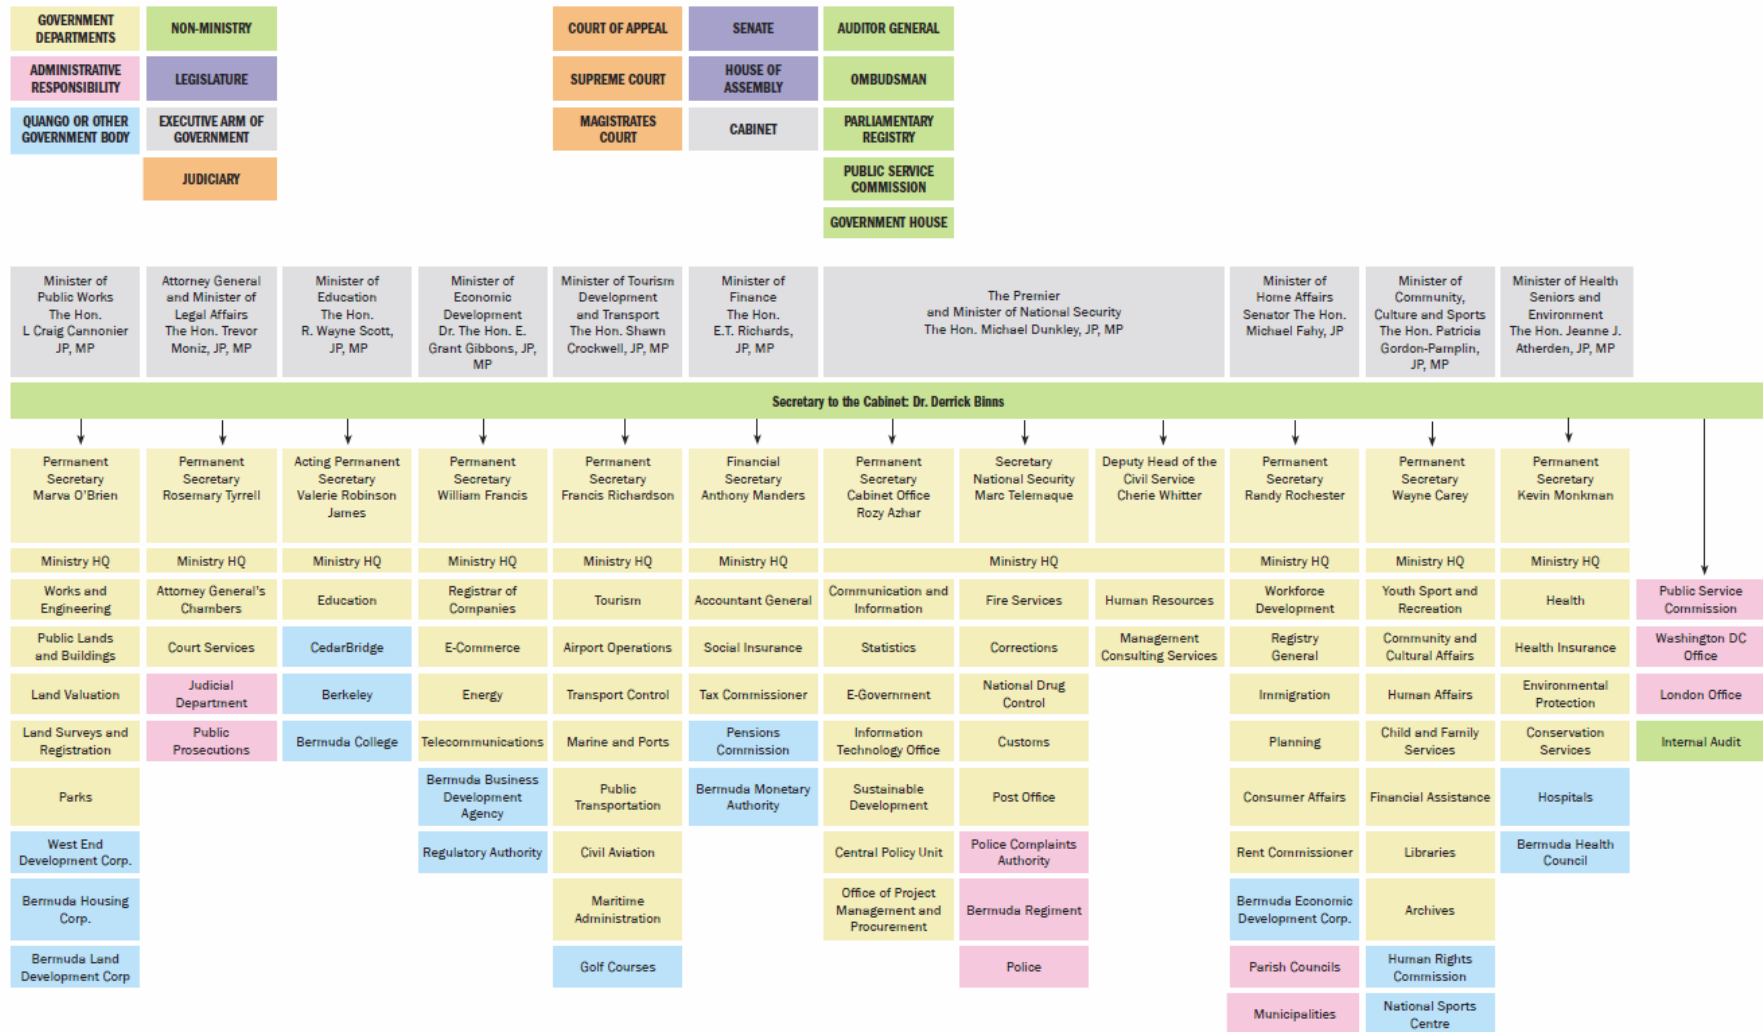 GOVERNMENT
DEPARTMENTS
NON-MINISTRY
ADMINISTRATIVE
RESPONSIBILITY
LEGISLATURE
QUANGO OR OTHER
GOVERNMENT BODY
EXECUTIVE ARM OF
GOVERNMENT
JUDICIARY
COURT OF APPEAL
SENATE
AUDITOR GENERAL
SUPREME COURT
HOUSE OF
ASSEMBLY
OMBUDSMAN
MAGISTRATES
COURT
CABINET
PARLIAMENTARY
REGISTRY
PUBLIC SERVICE
COMMISSION
GOVERNMENT HOUSE
Minister of
Public Works
The Hon.
L Craig Cannonier
JP, MP
Attorney General
and Minister of
Legal Affairs
The Hon. Trevor
Moniz, JP, MP
Minister of
Education
The Hon.
R. Wayne Scott,
JP, MP
Minister of
Economic
Development
Dr. The Hon. E.
Grant Gibbons, JP,
MP
Minister of Tourism
Development
and Transport
The Hon. Shawn
Crockwell, JP, MP
Minister of
Finance
The Hon.
E.T. Richards,
JP, MP
The Premier
and Minister of National Security
The Hon. Michael Dunkley, JP, MP
Minister of
Home Affairs
Senator The Hon.
Michael Fahy, JP
Minister of
Community,
Culture and Sports
The Hon. Patricia
Gordon-Pamplin,
JP, MP
Minister of Health
Seniors and
Environment
The Hon. Jeanne J.
Atherden, JP, MP
Secretary to the Cabinet: Dr. Derrick Binns
Permanent
Secretary
Marva O'Brien
Permanent
Secretary
Rosemary Tyrrell
Acting Permanent
Secretary
Valerie Robinson
James
Permanent
Secretary
William Francis
Permanent
Secretary
Francis Richardson
Financial
Secretary
Anthony Manders
Permanent
Secretary
Cabinet Office
Rozy Azhar
Secretary
National Security
Marc Telemaque
Deputy Head of the
Civil Service
Cherie Whitter
Permanent
Secretary
Randy Rochester
Permanent
Secretary
Wayne Carey
Permanent
Secretary
Kevin Monkman
Ministry HQ
Ministry HQ
Ministry HQ
Ministry HQ
Ministry HQ
Ministry HQ
Ministry HQ
Ministry HQ
Ministry HQ
Ministry HQ
Works and
Engineering
Attorney General's
Chambers
Education
Registrar of
Companies
Tourism
Accountant General
Communication and
Information
Fire Services
Human Resources
Workforce
Development
Youth Sport and
Recreation
Health
Public Service
Commission
Public Lands
and Buildings
Court Services
CedarBridge
E-Commerce
Airport Operations
Social Insurance
Statistics
Corrections
Management
Consulting Services
Registry
General
Community and
Cultural Affairs
Health Insurance
Washington DC
Office
Land Valuation
Judicial
Department
Berkeley
Energy
Transport Control
Tax Commissioner
E-Government
National Drug
Control
Immigration
Human Affairs
Environmental
Protection
London Office
Land Surveys and
Registration
Public
Prosecutions
Bermuda College
Telecommunications
Marine and Ports
Pensions
Commission
Information
Technology Office
Customs
Planning
Child and Family
Services
Conservation
Services
Internal Audit
Parks
Bermuda Business
Development
Agency
Public
Transportation
Bermuda Monetary
Authority
Sustainable
Development
Post Office
Consumer Affairs
Financial Assistance
Hospitals
West End
Development Corp.
Regulatory Authority
Civil Aviation
Central Policy Unit
Police Complaints
Authority
Rent Commissioner
Libraries
Bermuda Health
Council
Bermuda Housing
Corp.
Maritime
Administration
Office of Project
Management and
Procurement
Bermuda Regiment
Bermuda Economic
Development Corp.
Archives
Bermuda Land
Development Corp
Golf Courses
Police
Parish Councils
Human Rights
Commission
Municipalities
National Sports
Centre